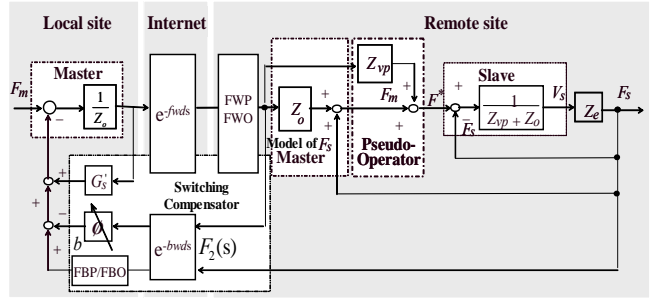 Local site
Internet
Remote site
Master
F_m
−
1
Z_o
e^-fwds
FWP
FWO
Z_o
+
+
Model of F_s
Master
Z_vp
+
F_m
+
F*
Pseudo-
Operator
Slave
+
−
F_s
1
Z_vp + Z_o
V_s
Z_e
F_s
+
G'_s
+
−
+
Switching
Compensator
ϕ
b
e^-bwds
F_2(s)
FBP/FBO